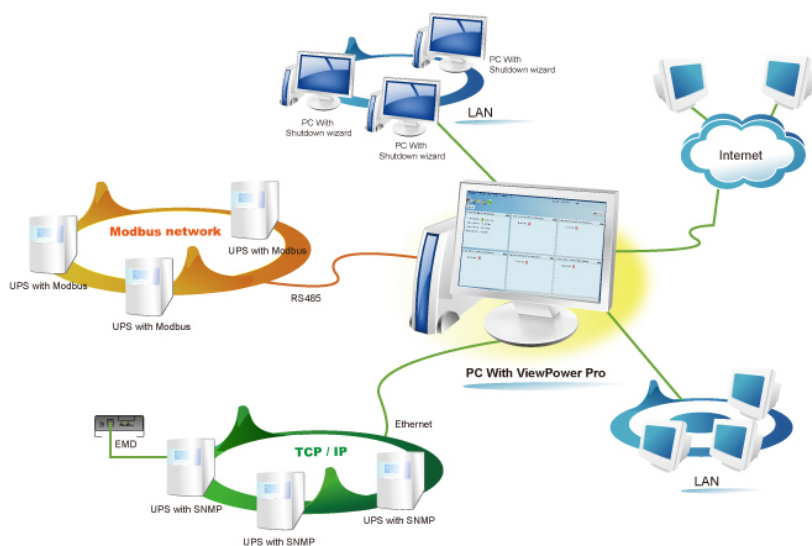 PC With
Shutdown wizard
PC With
Shutdown wizard
PC With
Shutdown wizard
LAN
Internet
Modbus network
UPS with Modbus
UPS with Modbus
UPS with Modbus
RS485
PC With ViewPower Pro
Ethernet
EMD
TCP / IP
UPS with SNMP
UPS with SNMP
UPS with SNMP
LAN